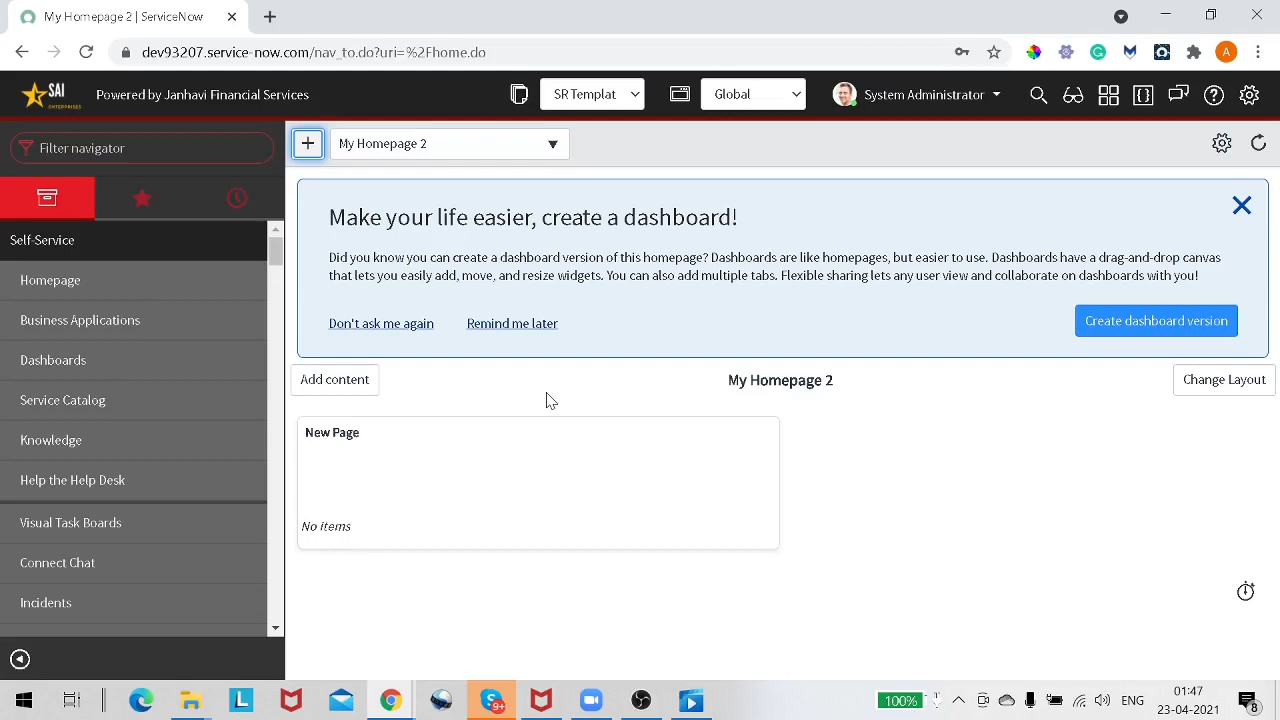 My Homepage 2 | ServiceNow
dev93207.service-now.com/nav_to.do?uri=%2Fhome.do
A
SAI
ENTERPRISES
Powered by Janhavi Financial Services
SR Templat
Global
System Administrator
Filter navigator
My Homepage 2
Self-Service
Homepage
Business Applications
Dashboards
Service Catalog
Knowledge
Help the Help Desk
Visual Task Boards
Connect Chat
Incidents
Make your life easier, create a dashboard!
Did you know you can create a dashboard version of this homepage? Dashboards are like homepages, but easier to use. Dashboards have a drag-and-drop canvas
that lets you easily add, move, and resize widgets. You can also add multiple tabs. Flexible sharing lets any user view and collaborate on dashboards with you!
Don't ask me again
Remind me later
Create dashboard version
Add content
My Homepage 2
Change Layout
New Page
No items
L
S
9+
100%
ENG
01:47
23-04-2021
8